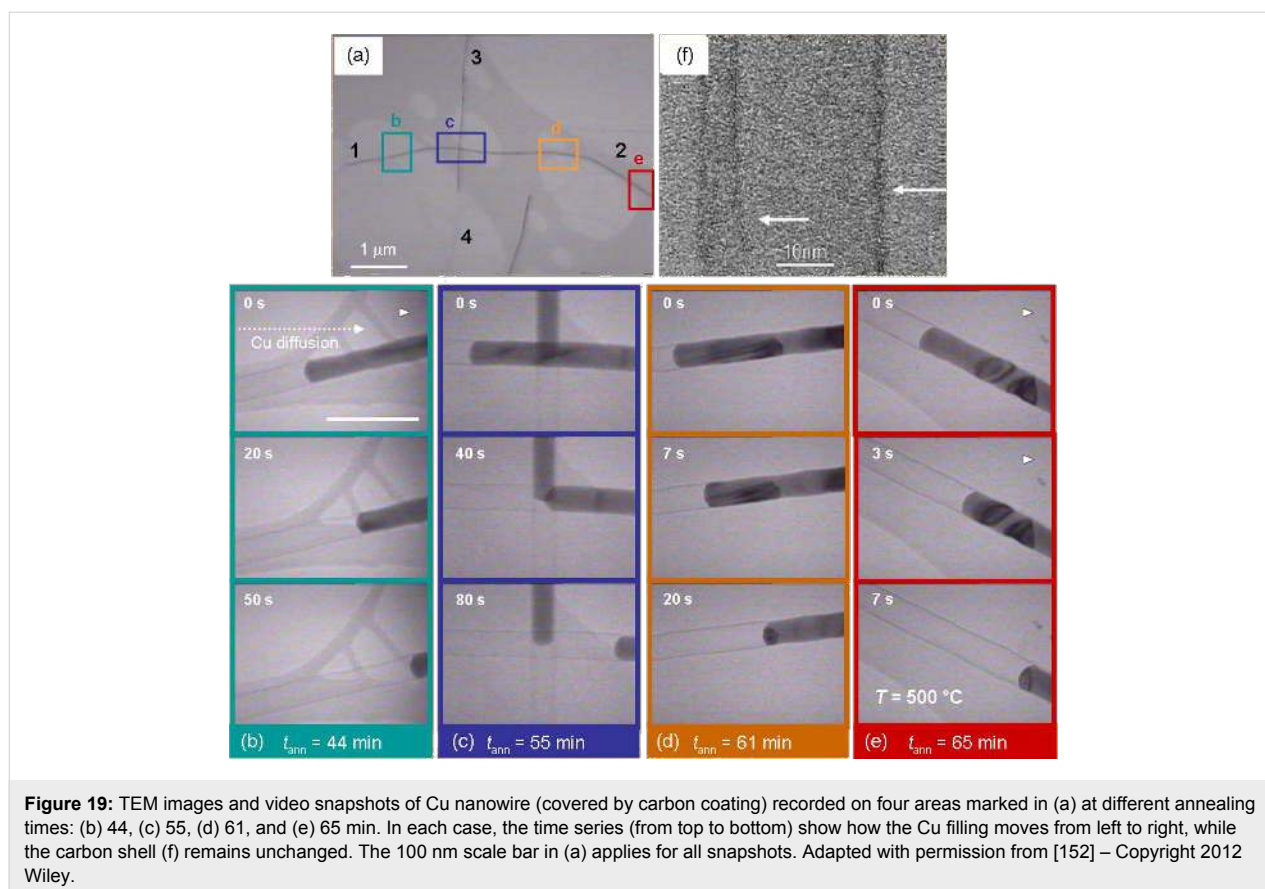 (a)
3
b
c
d
1
2
e
4
1 µm
(f)
10nm
0 s
Cu diffusion
20 s
50 s
(b) tann = 44 min
0 s
40 s
80 s
(c) tann = 55 min
0 s
7 s
20 s
(d) tann = 61 min
0 s
3 s
7 s
T = 500 °C
(e) tann = 65 min
Figure 19: TEM images and video snapshots of Cu nanowire (covered by carbon coating) recorded on four areas marked in (a) at different annealing
times: (b) 44, (c) 55, (d) 61, and (e) 65 min. In each case, the time series (from top to bottom) show how the Cu filling moves from left to right, while
the carbon shell (f) remains unchanged. The 100 nm scale bar in (a) applies for all snapshots. Adapted with permission from [152] – Copyright 2012
Wiley.